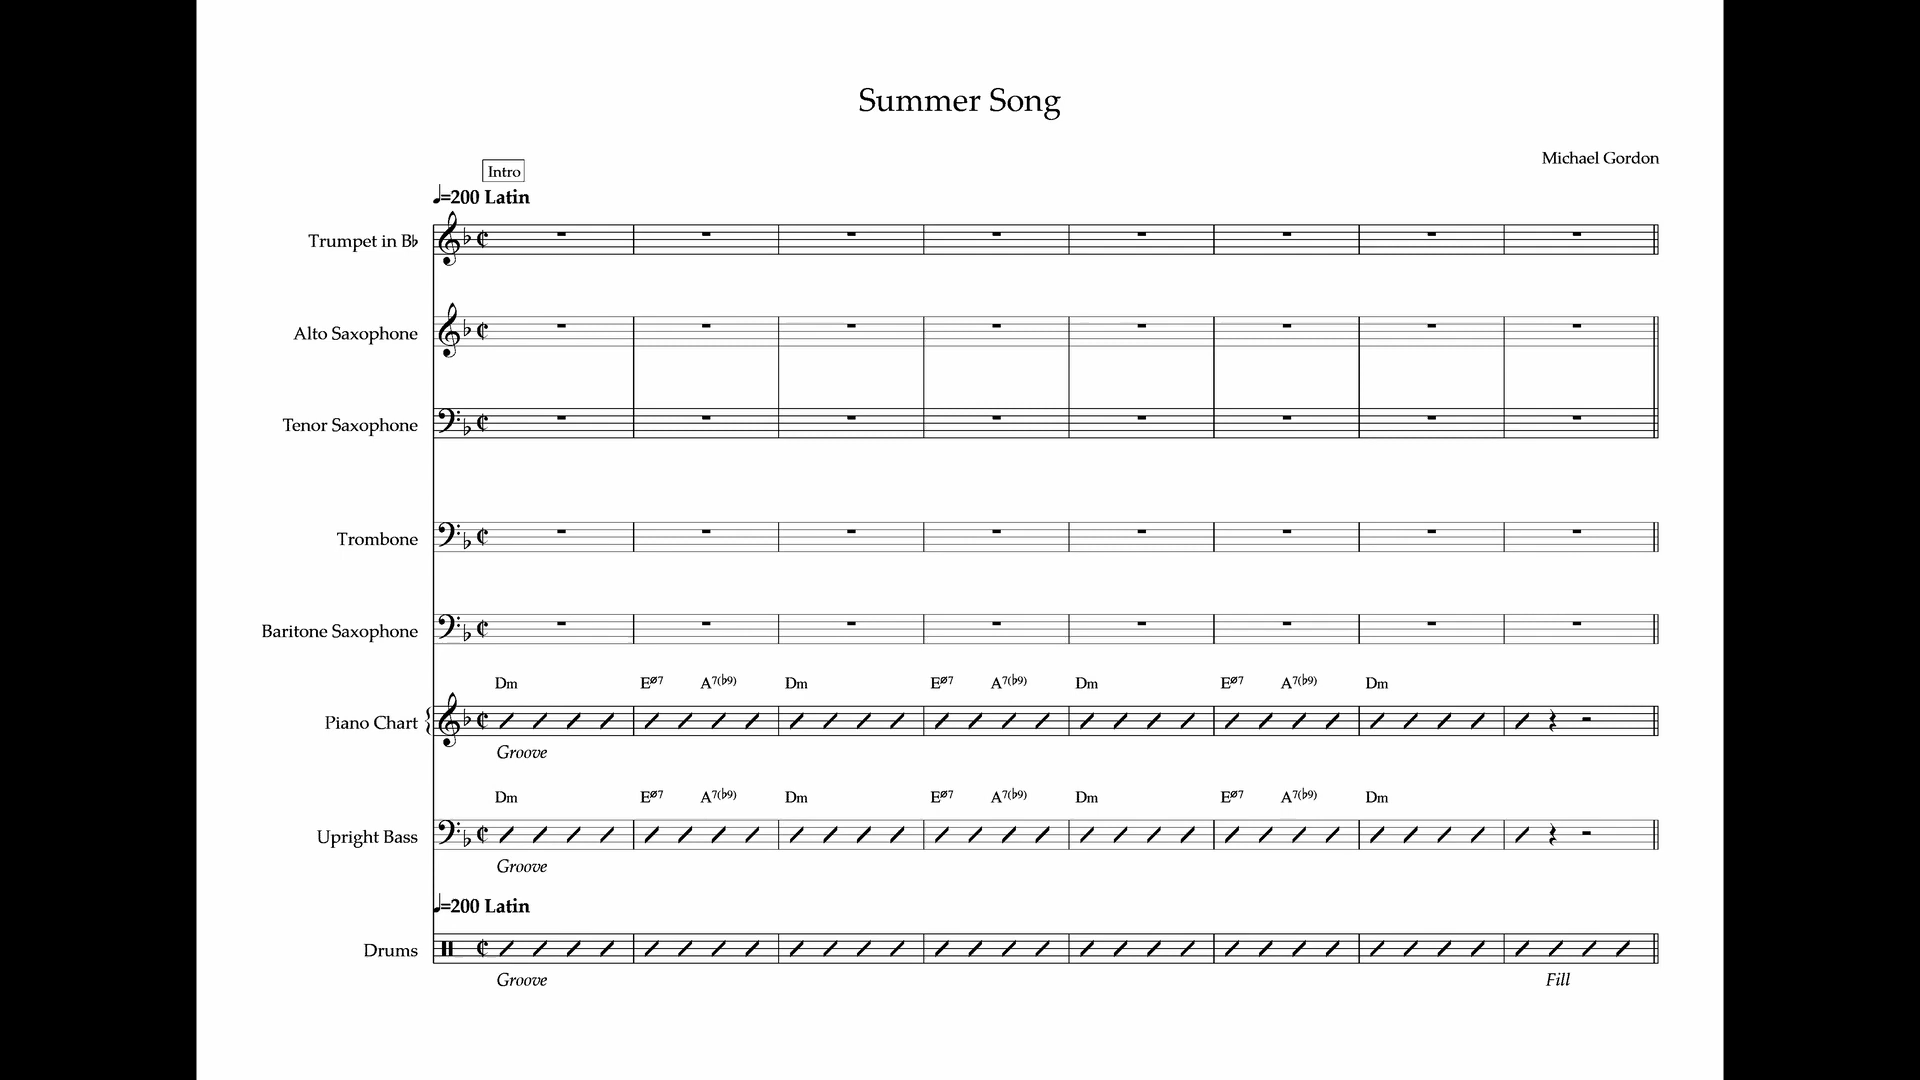 Summer Song
Michael Gordon
Intro
♩=200 Latin
Trumpet in B♭
Alto Saxophone
Tenor Saxophone
Trombone
Baritone Saxophone
Dm Eø7 A7(♭9) Dm Eø7 A7(♭9) Dm Eø7 A7(♭9) Dm
Piano Chart
Groove
Dm Eø7 A7(♭9) Dm Eø7 A7(♭9) Dm Eø7 A7(♭9) Dm
Upright Bass
Groove
♩=200 Latin
Drums
Groove Fill